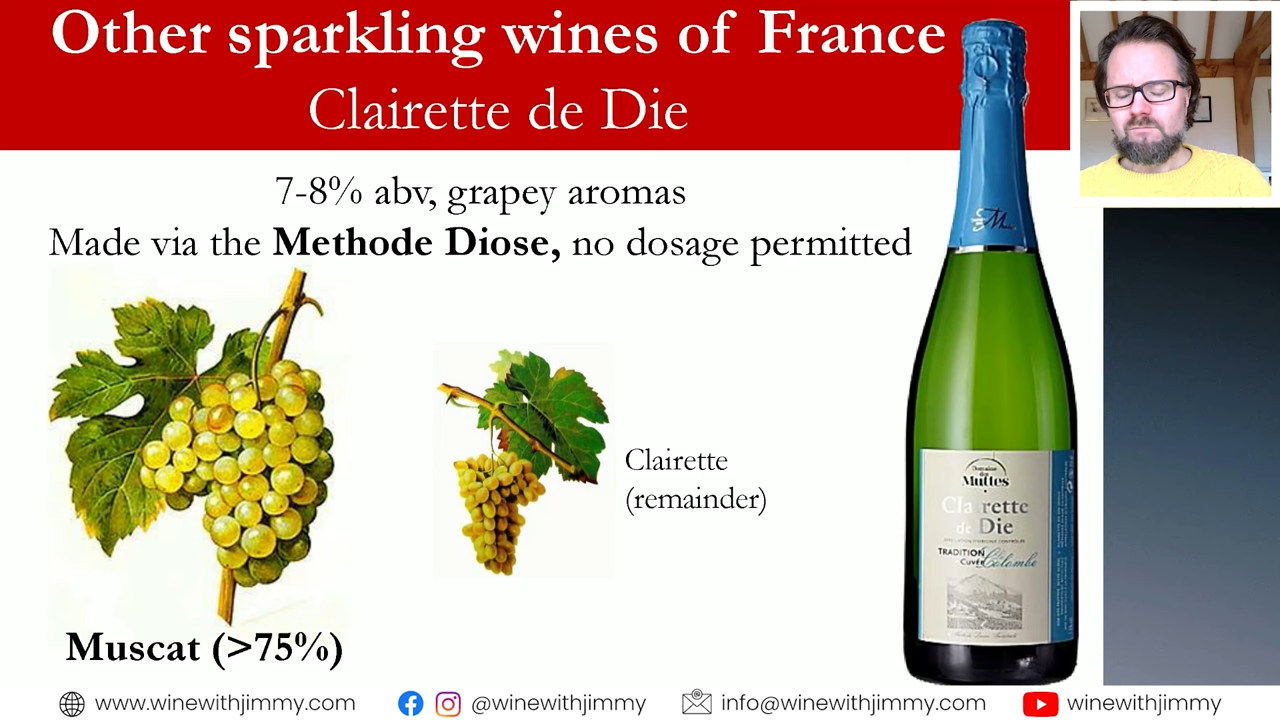 Other sparkling wines of France
Clairette de Die
7-8% abv, grapey aromas
Made via the Methode Diose, no dosage permitted
Clairette
(remainder)
Muscat (>75%)
Domaine
des
Muttes
Clairette
de Die
TRADITION
Cuvée Colombe
www.winewithjimmy.com
@winewithjimmy
info@winewithjimmy.com
winewithjimmy